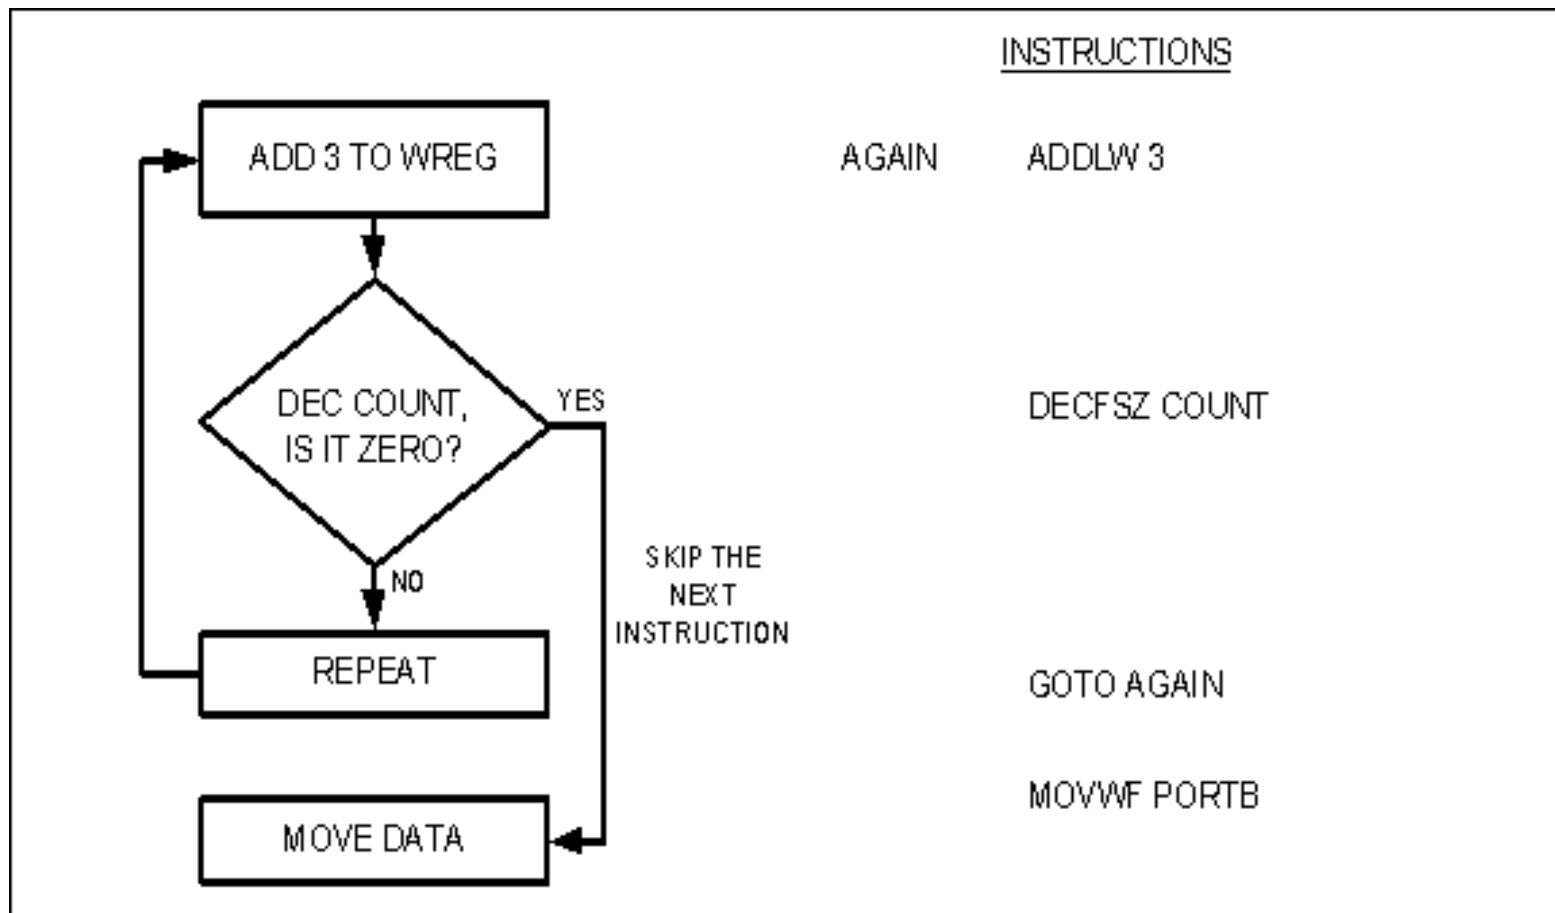 INSTRUCTIONS
ADD 3 TO WREG
AGAIN ADDLW 3
DEC COUNT,
IS IT ZERO?
YES
DECFSZ COUNT
NO
SKIP THE
NEXT
INSTRUCTION
REPEAT
GOTO AGAIN
MOVWF PORTB
MOVE DATA